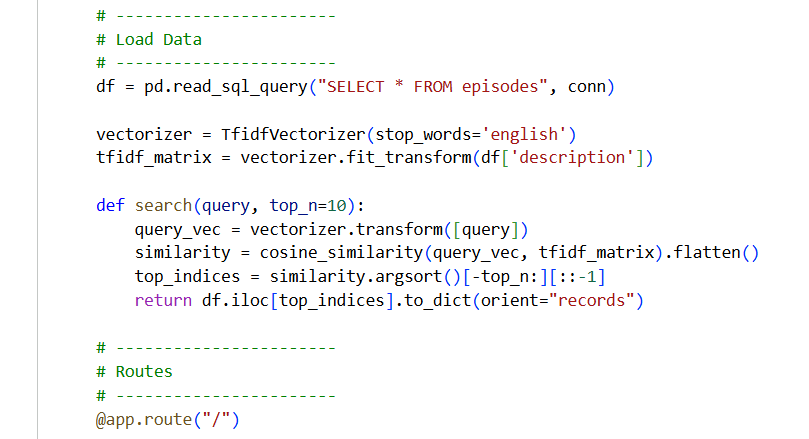 # -----------------------
# Load Data
# -----------------------
df = pd.read_sql_query("SELECT * FROM episodes", conn)
vectorizer = TfidfVectorizer(stop_words='english')
tfidf_matrix = vectorizer.fit_transform(df['description'])
def search(query, top_n=10):
    query_vec = vectorizer.transform([query])
    similarity = cosine_similarity(query_vec, tfidf_matrix).flatten()
    top_indices = similarity.argsort()[-top_n:][::-1]
    return df.iloc[top_indices].to_dict(orient="records")
# -----------------------
# Routes
# -----------------------
@app.route("/")